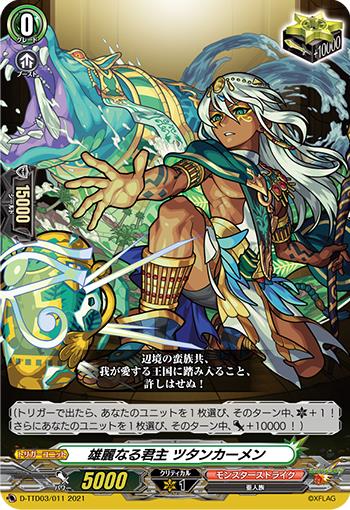 0
グレード
ブースト
+10000
シールド
15000
辺境の蛮族共、
我が愛する王国に踏み入ること、
許しはせぬ！
(トリガーで出たら、あなたのユニットを１枚選び、そのターン中、+１！
さらにあなたのユニットを１枚選び、そのターン中、+10000！)
トリガーユニット
雄麗なる君主 ツタンカーメン
パワー
5000
クリティカル
1
モンスターストライク
亜人族
D-TTD03/011 2021
©XFLAG